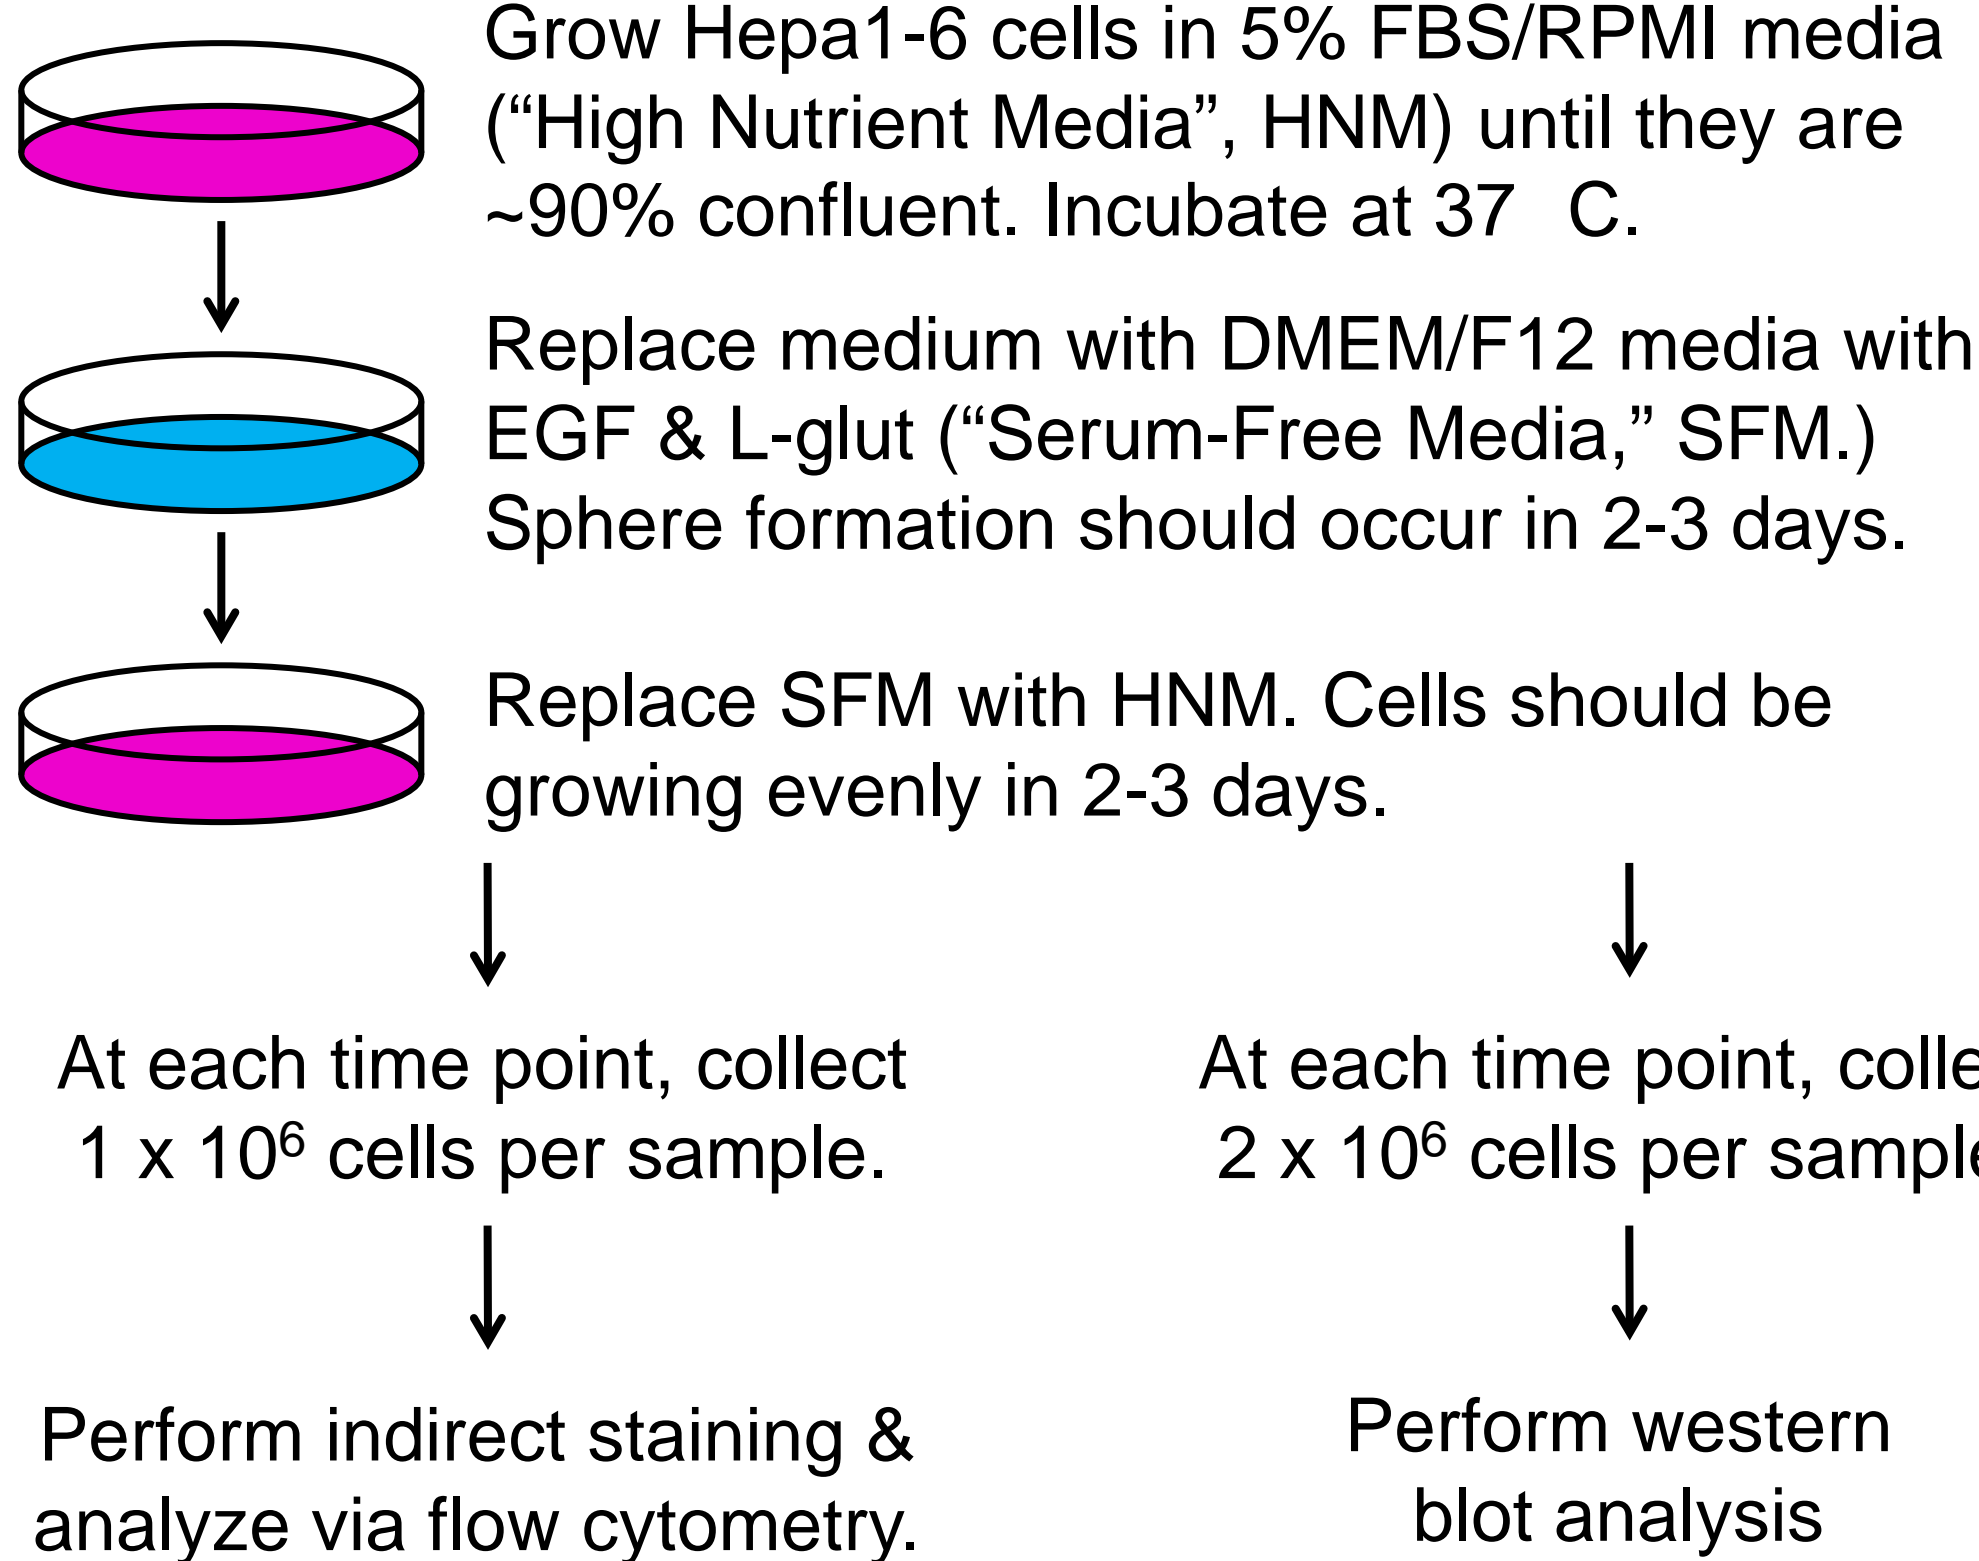 Grow Hepa1-6 cells in 5% FBS/RPMI media
(“High Nutrient Media”, HNM) until they are
~90% confluent. Incubate at 37 C.
Replace medium with DMEM/F12 media with
EGF & L-glut (“Serum-Free Media,” SFM.)
Sphere formation should occur in 2-3 days.
Replace SFM with HNM. Cells should be
growing evenly in 2-3 days.
At each time point, collect
1 x 10⁶ cells per sample.
At each time point,
2 x 10⁶ cells per
Perform indirect staining &
analyze via flow cytometry.
Perform western
blot analysis